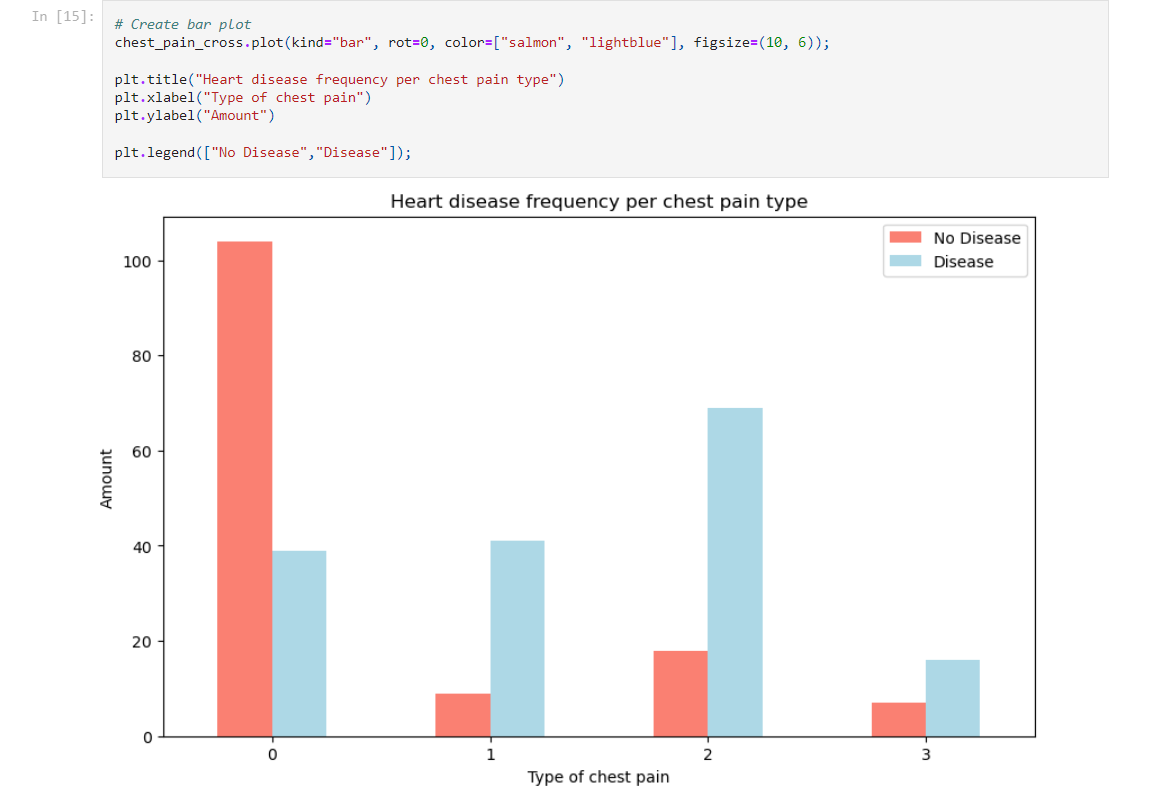 In [15]:
# Create bar plot
chest_pain_cross.plot(kind="bar", rot=0, color=["salmon", "lightblue"], figsize=(10, 6));
plt.title("Heart disease frequency per chest pain type")
plt.xlabel("Type of chest pain")
plt.ylabel("Amount")
plt.legend(["No Disease","Disease"]);
Heart disease frequency per chest pain type
No Disease
Disease
100
80
60
40
20
0
Amount
0 1 2 3
Type of chest pain